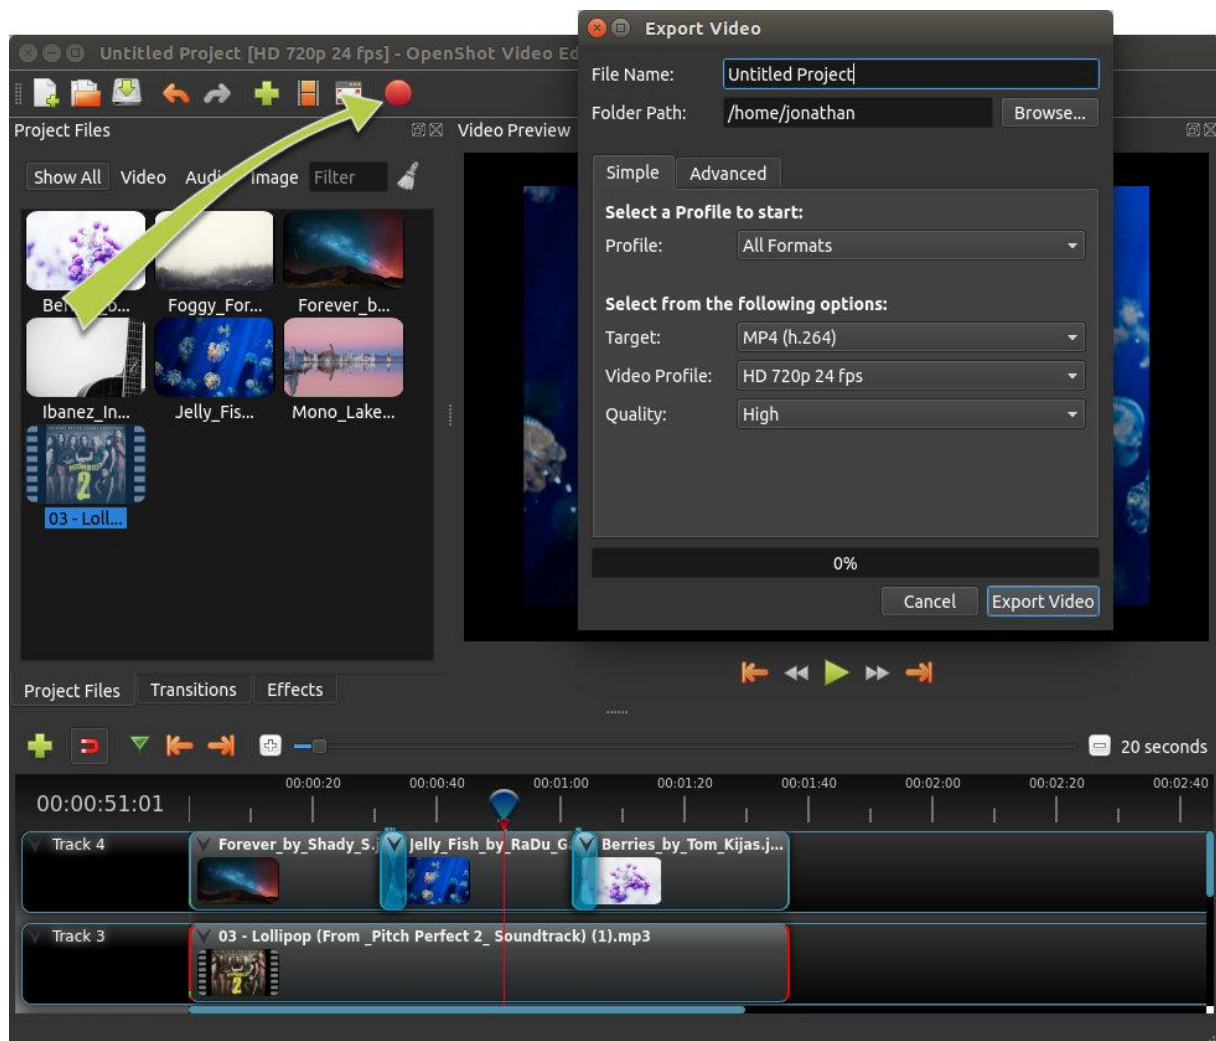 Export Video
Untitled Project [HD 720p 24 fps] - OpenShot Video Ed
File Name: Untitled Project
Folder Path: /home/jonathan Browse...
Project Files
Video Preview
Simple Advanced
Show All Video Audio Image Filter
Select a Profile to start:
Profile: All Formats
Select from the following options:
Target: MP4 (h.264)
Video Profile: HD 720p 24 fps
Quality: High
0%
Cancel Export Video
Foggy_For... Forever_b...
Ibanez_In... Jelly_Fis... Mono_Lake...
2
03 - Loll...
Project Files Transitions Effects
20 seconds
00:00:51:01
00:00:20 00:00:40 00:01:00 00:01:20 00:01:40 00:02:00 00:02:20 00:02:40
Track 4
Forever_by_Shady_S.j Jelly_Fish_by_RaDu_G Berries_by_Tom_Kijas.j...
Track 3
03 - Lollipop (From _Pitch Perfect 2_ Soundtrack) (1).mp3
2